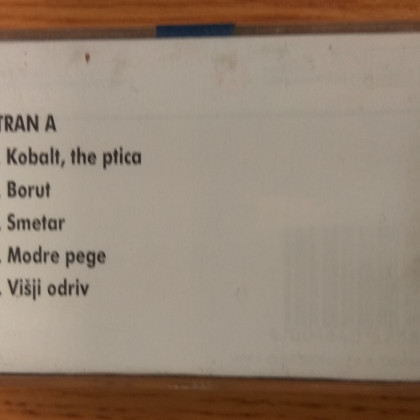 TRAN A
. Kobalt, the ptica
. Borut
. Smetar
. Modre pege
. Višji odriv